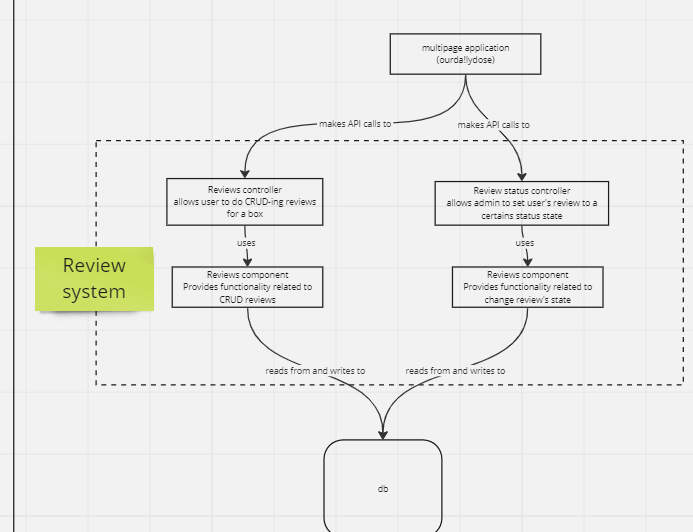 multipage application
(ourda!lydose)
makes API calls to
makes API calls to
Reviews controller
allows user to do CRUD-ing reviews
for a box
Review status controller
allows admin to set user's review to a
certains status state
uses
uses
Review
system
Reviews component
Provides functionality related to
CRUD reviews
Reviews component
Provides functionality related to
change review's state
reads from and writes to
reads from and writes to
db